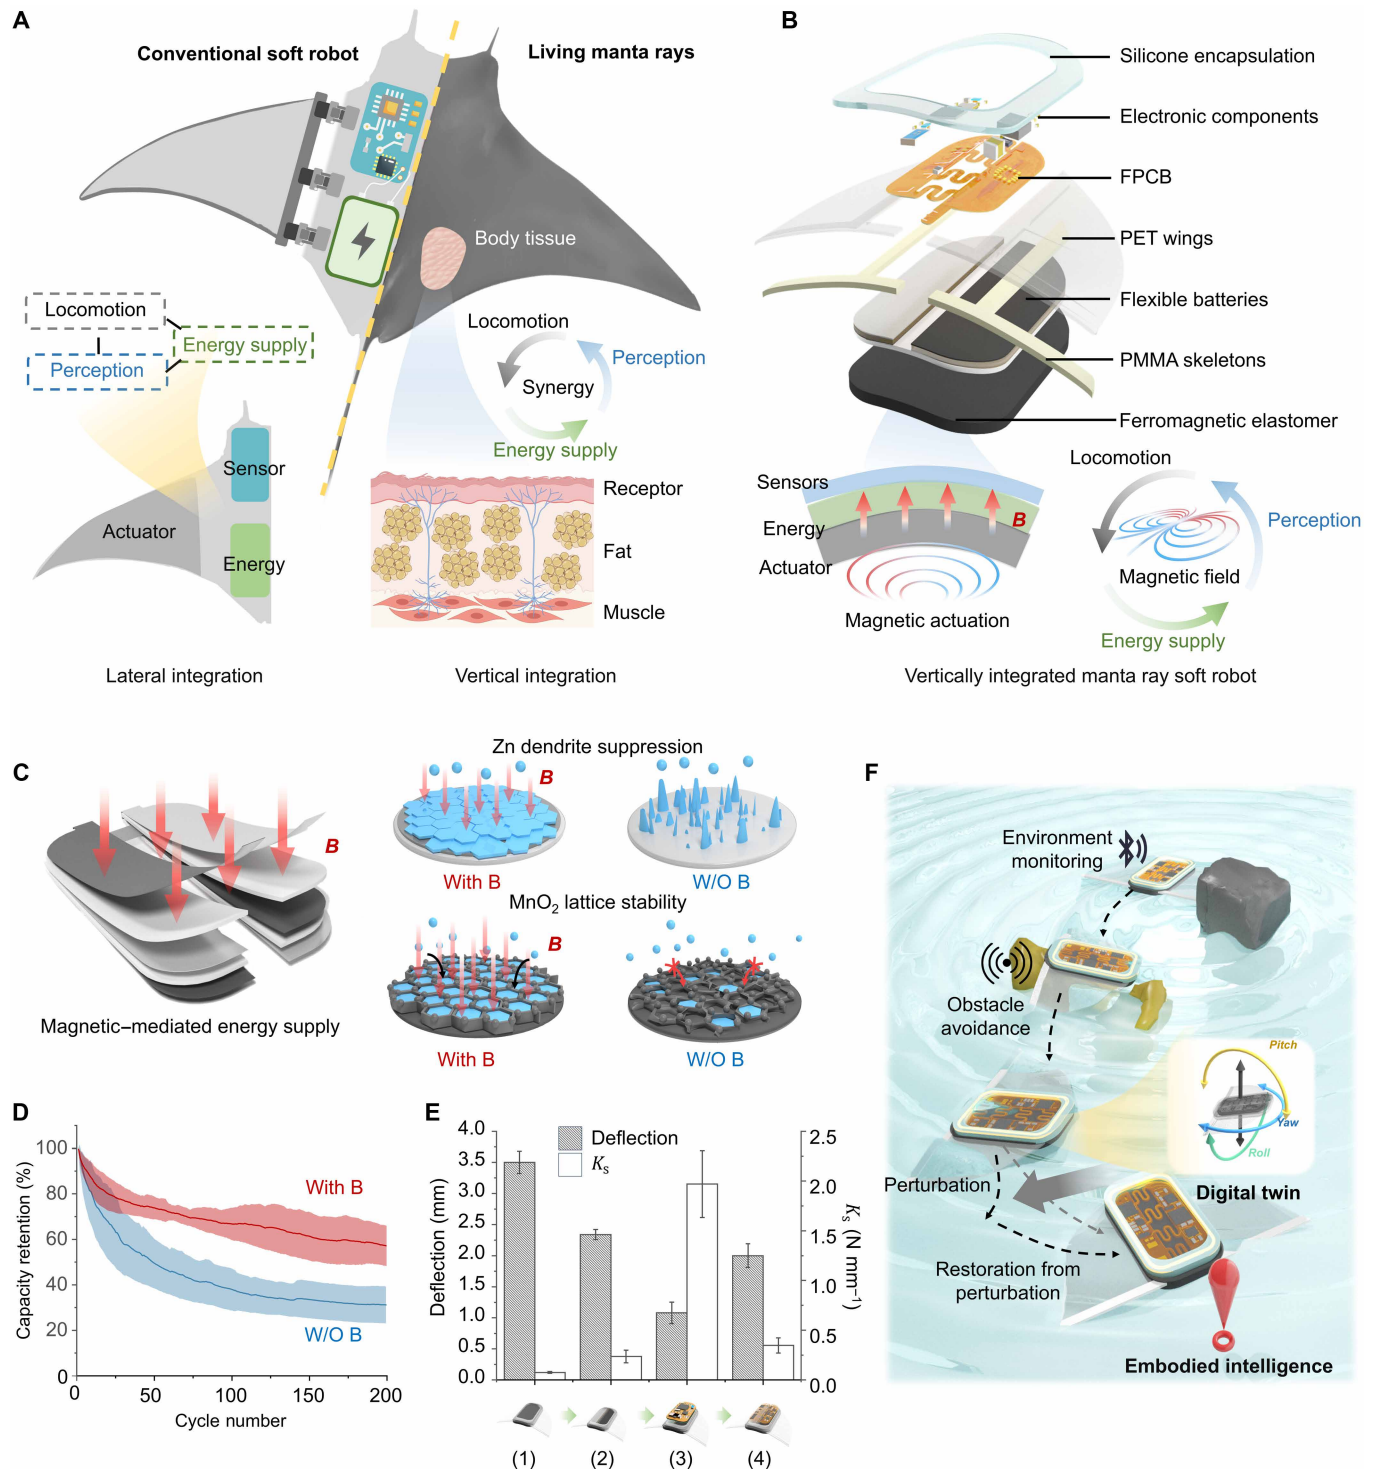 A
Conventional soft robot
Living manta rays
Body tissue
Locomotion
Energy supply
Perception
Locomotion
Perception
Synergy
Energy supply
Sensor
Actuator
Energy
Receptor
Fat
Muscle
Lateral integration
Vertical integration
B
Silicone encapsulation
Electronic components
FPCB
PET wings
Flexible batteries
PMMA skeletons
Ferromagnetic elastomer
Sensors
Energy
B
Actuator
Magnetic actuation
Locomotion
Perception
Magnetic field
Energy supply
Vertically integrated manta ray soft robot
C
B
Magnetic–mediated energy supply
Zn dendrite suppression
B
With B
W/O B
MnO₂ lattice stability
B
With B
W/O B
D
Capacity retention (%)
100
80
60
40
20
0
With B
W/O B
0
50
100
150
200
Cycle number
E
Deflection
Kₛ
Deflection (mm)
4.0
3.5
3.0
2.5
2.0
1.5
1.0
0.5
0.0
2.5
2.0
1.5
1.0
0.5
0.0
Kₛ (N mm⁻¹)
(1)
(2)
(3)
(4)
F
Environment
monitoring
Obstacle
avoidance
Pitch
Yaw
Roll
Digital twin
Perturbation
Restoration from
perturbation
Embodied intelligence